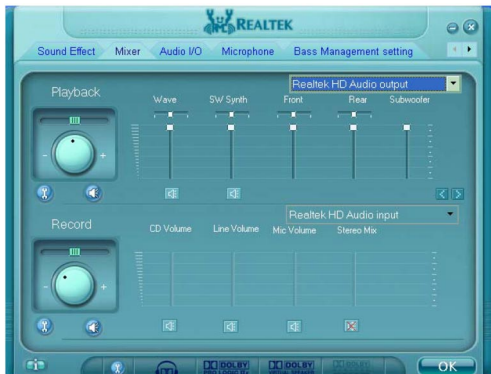 REALTEK
Sound Effect Mixer Audio I/O Microphone Bass Management setting
Realtek HD Audio output
Playback
Wave SW Synth Front Rear Subwoofer
- +
Realtek HD Audio input
Record
CD Volume Line Volume Mic Volume Stereo Mix
- +
DOLBY DOLBY
OK